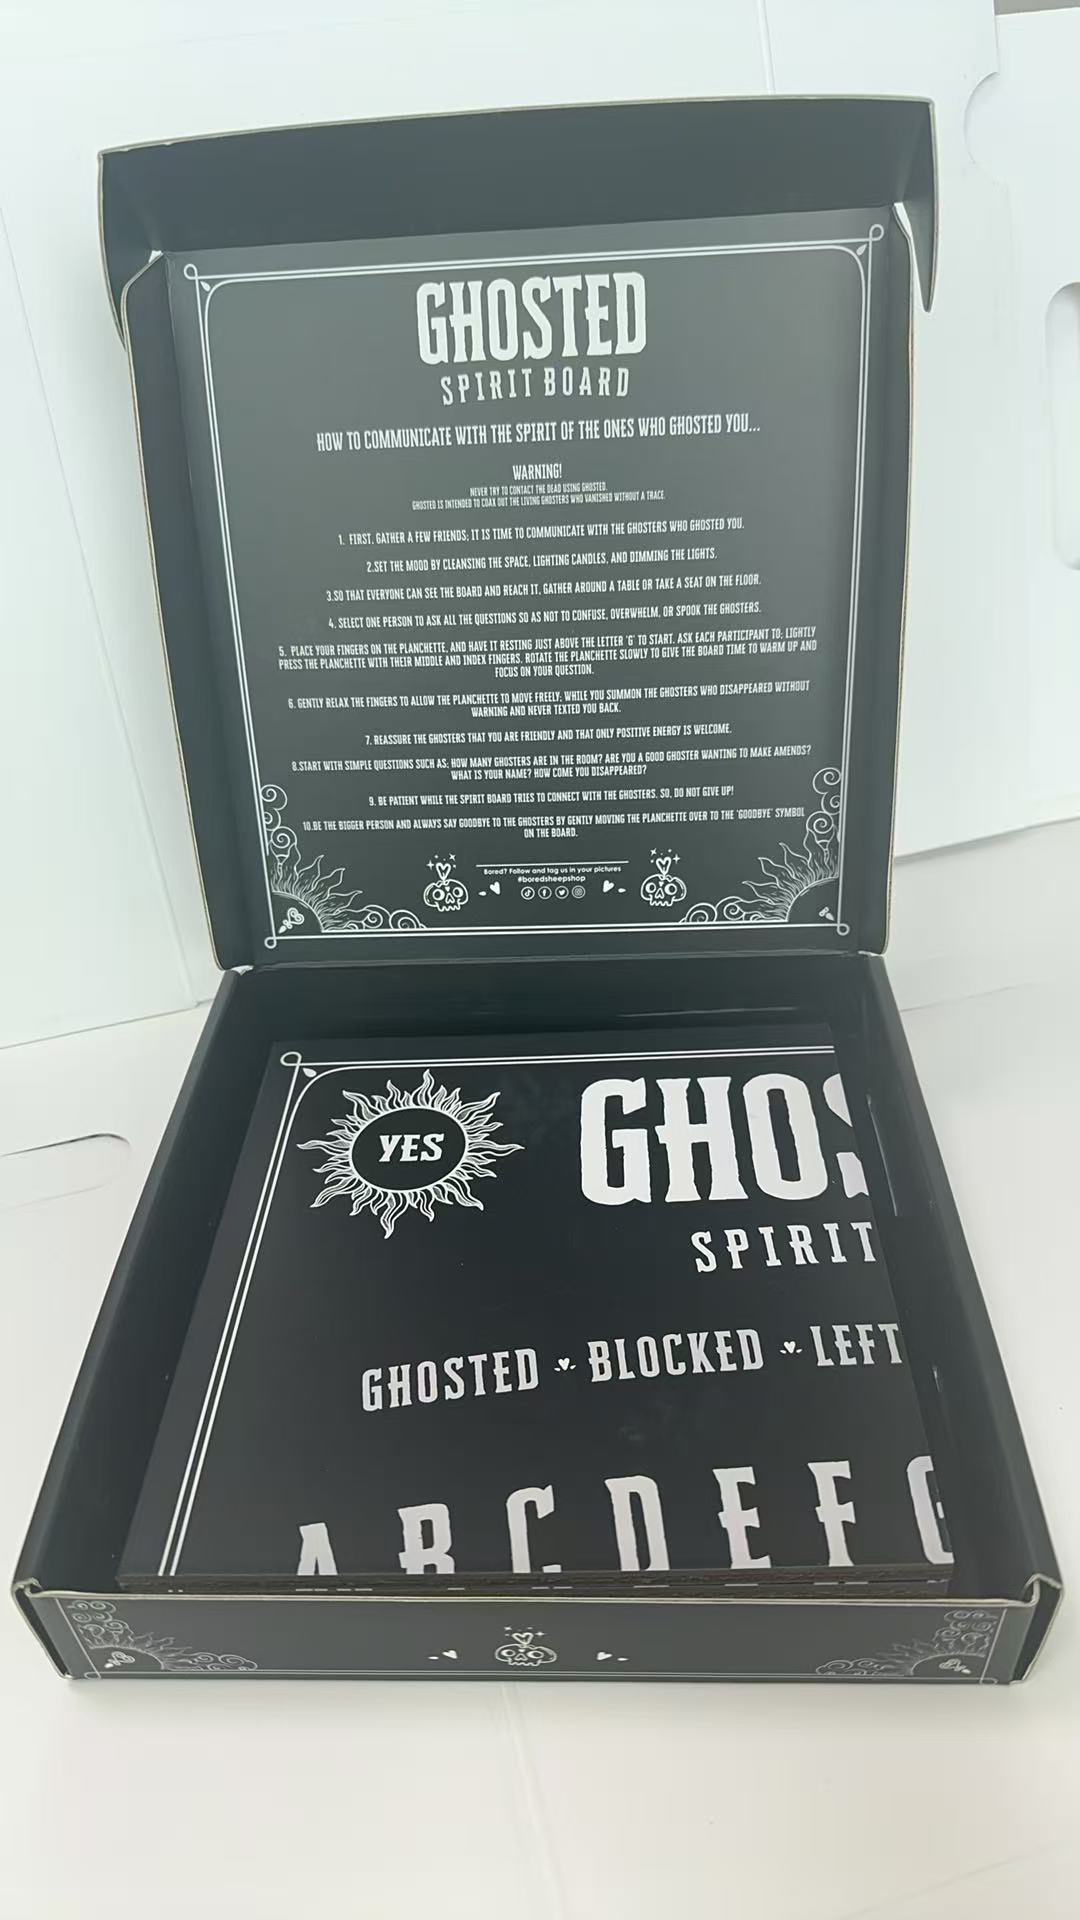 GHOSTED
SPIRIT BOARD
HOW TO COMMUNICATE WITH THE SPIRIT OF THE ONES WHO GHOSTED YOU...
WARNING!
NEVER TRY TO CONTACT THE DEAD USING GHOSTED.
GHOSTED IS INTENDED TO COAX OUT THE LIVING GHOSTERS WHO VANISHED WITHOUT A TRACE.
1. FIRST, GATHER A FEW FRIENDS; IT IS TIME TO COMMUNICATE WITH THE GHOSTERS WHO GHOSTED YOU.
2.SET THE MOOD BY CLEANSING THE SPACE, LIGHTING CANDLES, AND DIMMING THE LIGHTS.
3.SO THAT EVERYONE CAN SEE THE BOARD AND REACH IT, GATHER AROUND A TABLE OR TAKE A SEAT ON THE FLOOR.
4. SELECT ONE PERSON TO ASK ALL THE QUESTIONS SO AS NOT TO CONFUSE, OVERWHELM, OR SPOOK THE GHOSTERS.
5. PLACE YOUR FINGERS ON THE PLANCHETTE, AND HAVE IT RESTING JUST ABOVE THE LETTER 'G' TO START. ASK EACH PARTICIPANT TO; LIGHTLY
PRESS THE PLANCHETTE WITH THEIR MIDDLE AND INDEX FINGERS. ROTATE THE PLANCHETTE SLOWLY TO GIVE THE BOARD TIME TO WARM UP AND
FOCUS ON YOUR QUESTION.
6. GENTLY RELAX THE FINGERS TO ALLOW THE PLANCHETTE TO MOVE FREELY; WHILE YOU SUMMON THE GHOSTERS WHO DISAPPEARED WITHOUT
WARNING AND NEVER TEXTED YOU BACK.
7. REASSURE THE GHOSTERS THAT YOU ARE FRIENDLY AND THAT ONLY POSITIVE ENERGY IS WELCOME.
8.START WITH SIMPLE QUESTIONS SUCH AS; HOW MANY GHOSTERS ARE IN THE ROOM? ARE YOU A GOOD GHOSTER WANTING TO MAKE AMENDS?
WHAT IS YOUR NAME? HOW COME YOU DISAPPEARED?
9. BE PATIENT WHILE THE SPIRIT BOARD TRIES TO CONNECT WITH THE GHOSTERS. SO, DO NOT GIVE UP!
10.BE THE BIGGER PERSON AND ALWAYS SAY GOODBYE TO THE GHOSTERS BY GENTLY MOVING THE PLANCHETTE OVER TO THE 'GOODBYE' SYMBOL
ON THE BOARD.
Bored? Follow and tag us in your pictures
#boredsheepshop
YES
GHOS
SPIRIT
GHOSTED BLOCKED LEFT
A B C D E F G